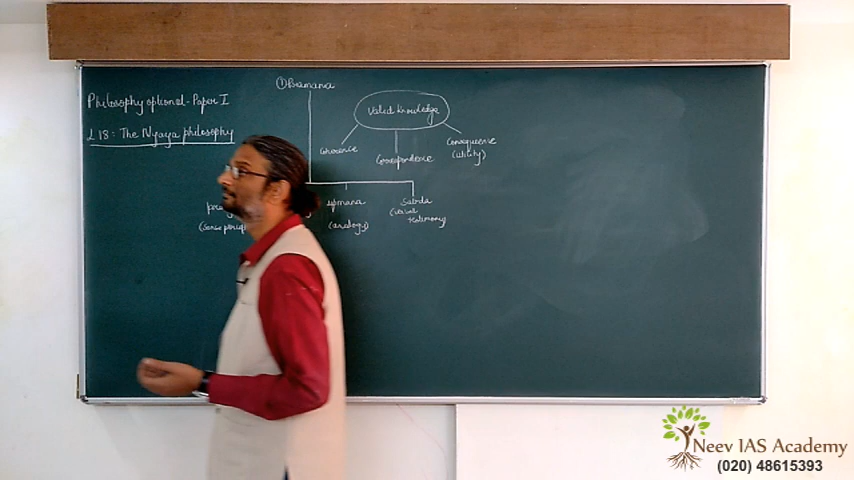 ① Pramana
Philosophy optional - Paper I
Valid Knowledge
L 18: The Nyaya philosophy
Coherence
Correspondence
Consequence
(utility)
upmana
(analogy)
Sabda
(verbal
testimony)
(Sense
Neev IAS Academy
(020) 48615393